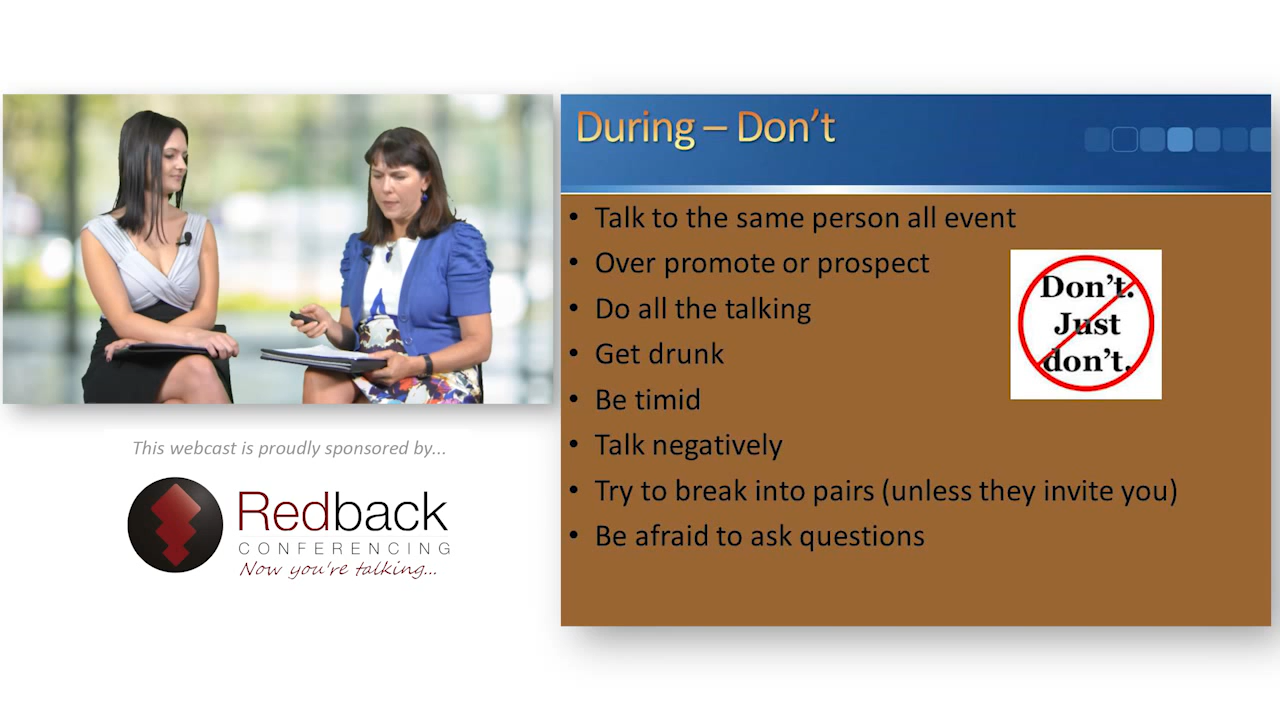 During – Don't
• Talk to the same person all event
• Over promote or prospect
• Do all the talking
• Get drunk
• Be timid
• Talk negatively
• Try to break into pairs (unless they invite you)
• Be afraid to ask questions
Don't.
Just
don't.
This webcast is proudly sponsored by...
Redback
CONFERENCING
Now you're talking...